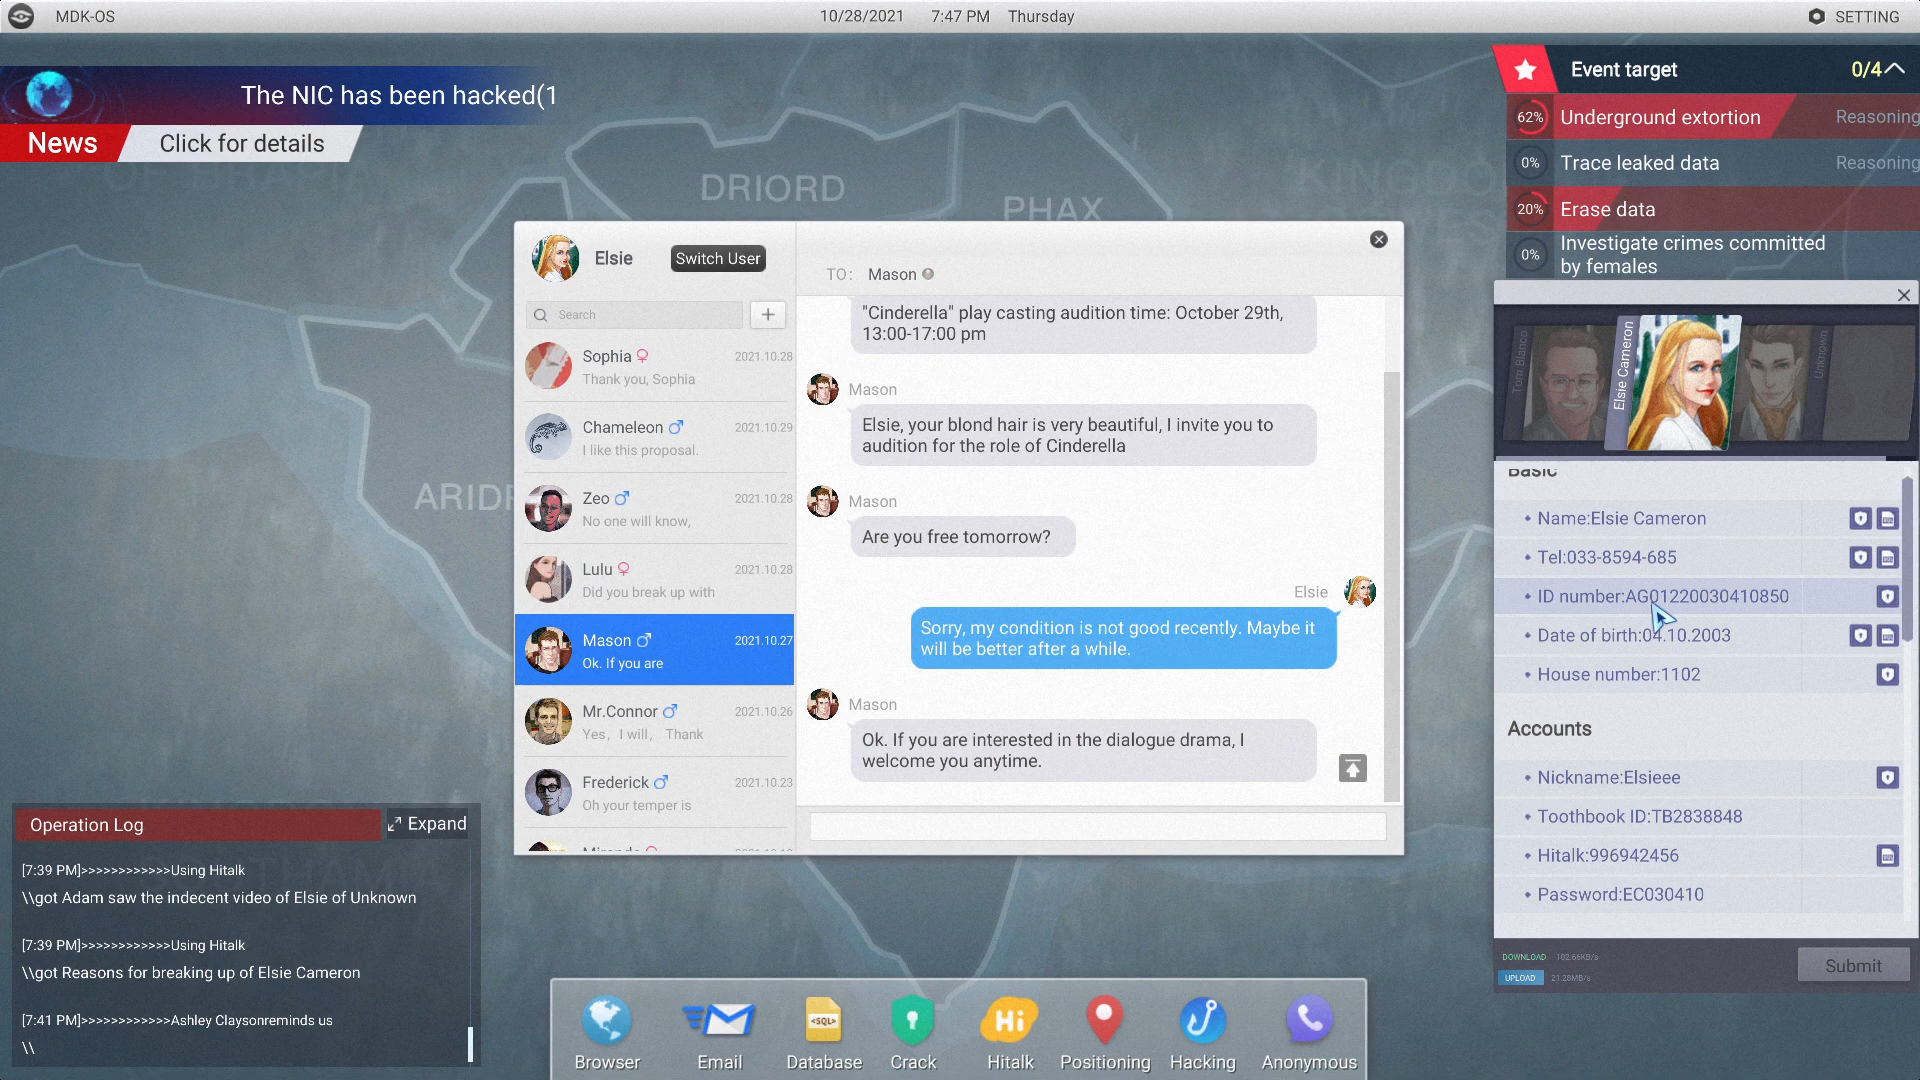 MDK-OS
10/28/2021 7:47 PM Thursday
SETTING
The NIC has been hacked(1
News
Click for details
DRIORD
PHAX
Event target
0/4
62%
Underground extortion
Reasoning
0%
Trace leaked data
Reasoning
20%
Erase data
0%
Investigate crimes committed
by females
Elsie
Switch User
Search
Sophia
2021.10.28
Thank you, Sophia
Chameleon
2021.10.29
I like this proposal.
Zeo
2021.10.28
No one will know,
Lulu
2021.10.28
Did you break up with
Mason
2021.10.27
Ok. If you are
Mr.Connor
2021.10.26
Yes, I will, Thank
Frederick
2021.10.23
Oh your temper is
TO: Mason
"Cinderella" play casting audition time: October 29th,
13:00-17:00 pm
Mason
Elsie, your blond hair is very beautiful, I invite you to
audition for the role of Cinderella
Mason
Are you free tomorrow?
Elsie
Sorry, my condition is not good recently. Maybe it
will be better after a while.
Mason
Ok. If you are interested in the dialogue drama, I
welcome you anytime.
Tom Blanco
Elsie Cameron
Unknown
Basic
• Name:Elsie Cameron
• Tel:033-8594-685
• ID number:AG01220030410850
• Date of birth:04.10.2003
• House number:1102
Accounts
• Nickname:Elsieee
• Toothbook ID:TB2838848
• Hitalk:996942456
• Password:EC030410
DOWNLOAD 102.66KB/s
UPLOAD 21.28MB/s
Submit
Operation Log
Expand
[7:39 PM]>>>>>>>>>>>>Using Hitalk
\\got Adam saw the indecent video of Elsie of Unknown
[7:39 PM]>>>>>>>>>>>>Using Hitalk
\\got Reasons for breaking up of Elsie Cameron
[7:41 PM]>>>>>>>>>>>>Ashley Claysonreminds us
\\
<SQL>
Hi
Browser
Email
Database
Crack
Hitalk
Positioning
Hacking
Anonymous